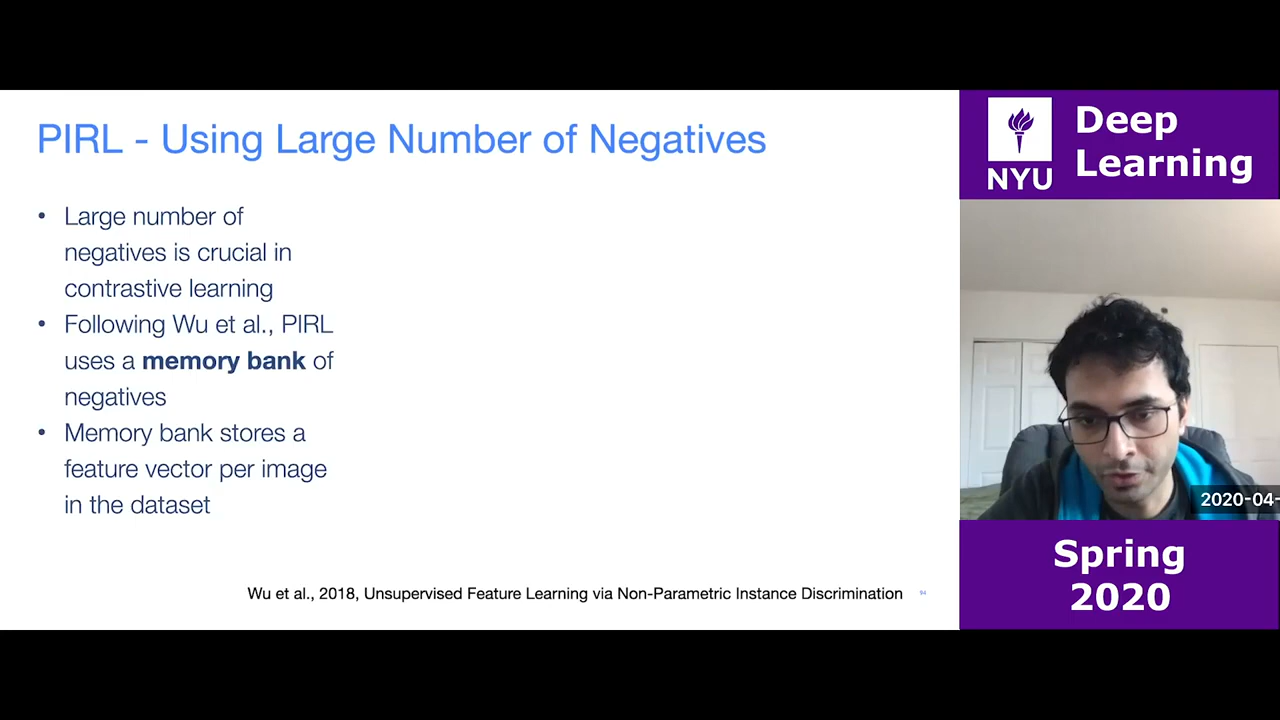 PIRL - Using Large Number of Negatives
• Large number of
negatives is crucial in
contrastive learning
• Following Wu et al., PIRL
uses a memory bank of
negatives
• Memory bank stores a
feature vector per image
in the dataset
Wu et al., 2018, Unsupervised Feature Learning via Non-Parametric Instance Discrimination
NYU
Deep
Learning
2020-04-
Spring
2020